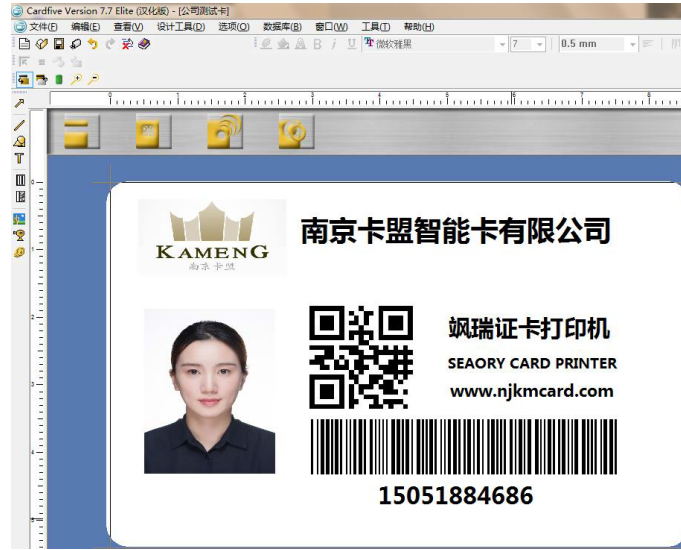 Cardfive Version 7.7 Elite (汉化版) - [公司测试卡]
文件(F) 编辑(E) 查看(V) 设计工具(D) 选项(O) 数据库(B) 窗口(W) 工具(T) 帮助(H)
B i U 微软雅黑 7 0.5 mm
T
南京卡盟智能卡有限公司
KAMENG
南京卡盟
飒瑞证卡打印机
SEAORY CARD PRINTER
www.njkmcard.com
15051884686